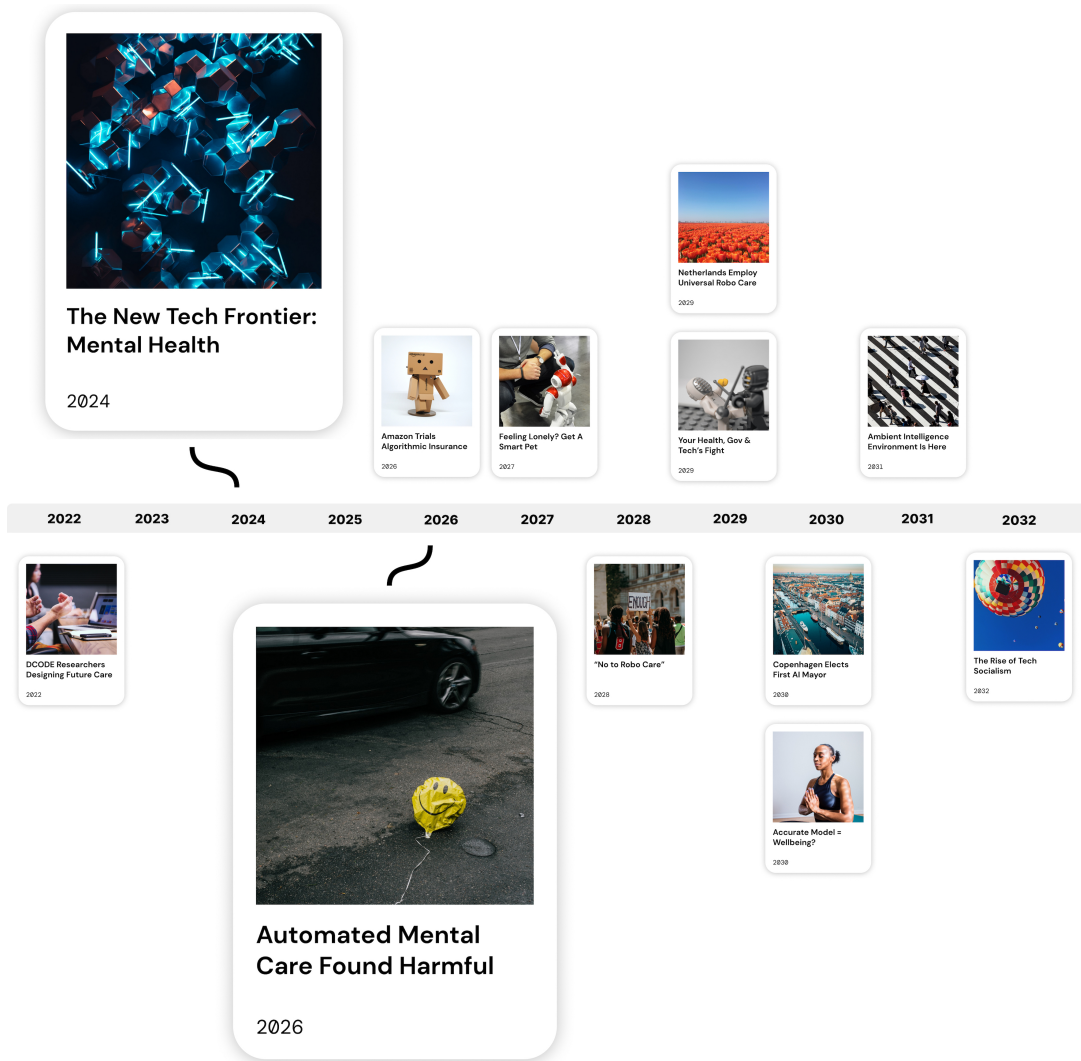 The New Tech Frontier:
Mental Health
2024
Netherlands Employ
Universal Robo Care
2029
Amazon Trials
Algorithmic Insurance
2026
Feeling Lonely? Get A
Smart Pet
2027
Your Health, Gov &
Tech's Fight
2029
Ambient Intelligence
Environment Is Here
2031
2022 2023 2024 2025 2026 2027 2028 2029 2030 2031 2032
DCODE Researchers
Designing Future Care
2022
Automated Mental
Care Found Harmful
2026
ENOUGH
“No to Robo Care”
2028
Copenhagen Elects
First AI Mayor
2030
Accurate Model =
Wellbeing?
2030
The Rise of Tech
Socialism
2032